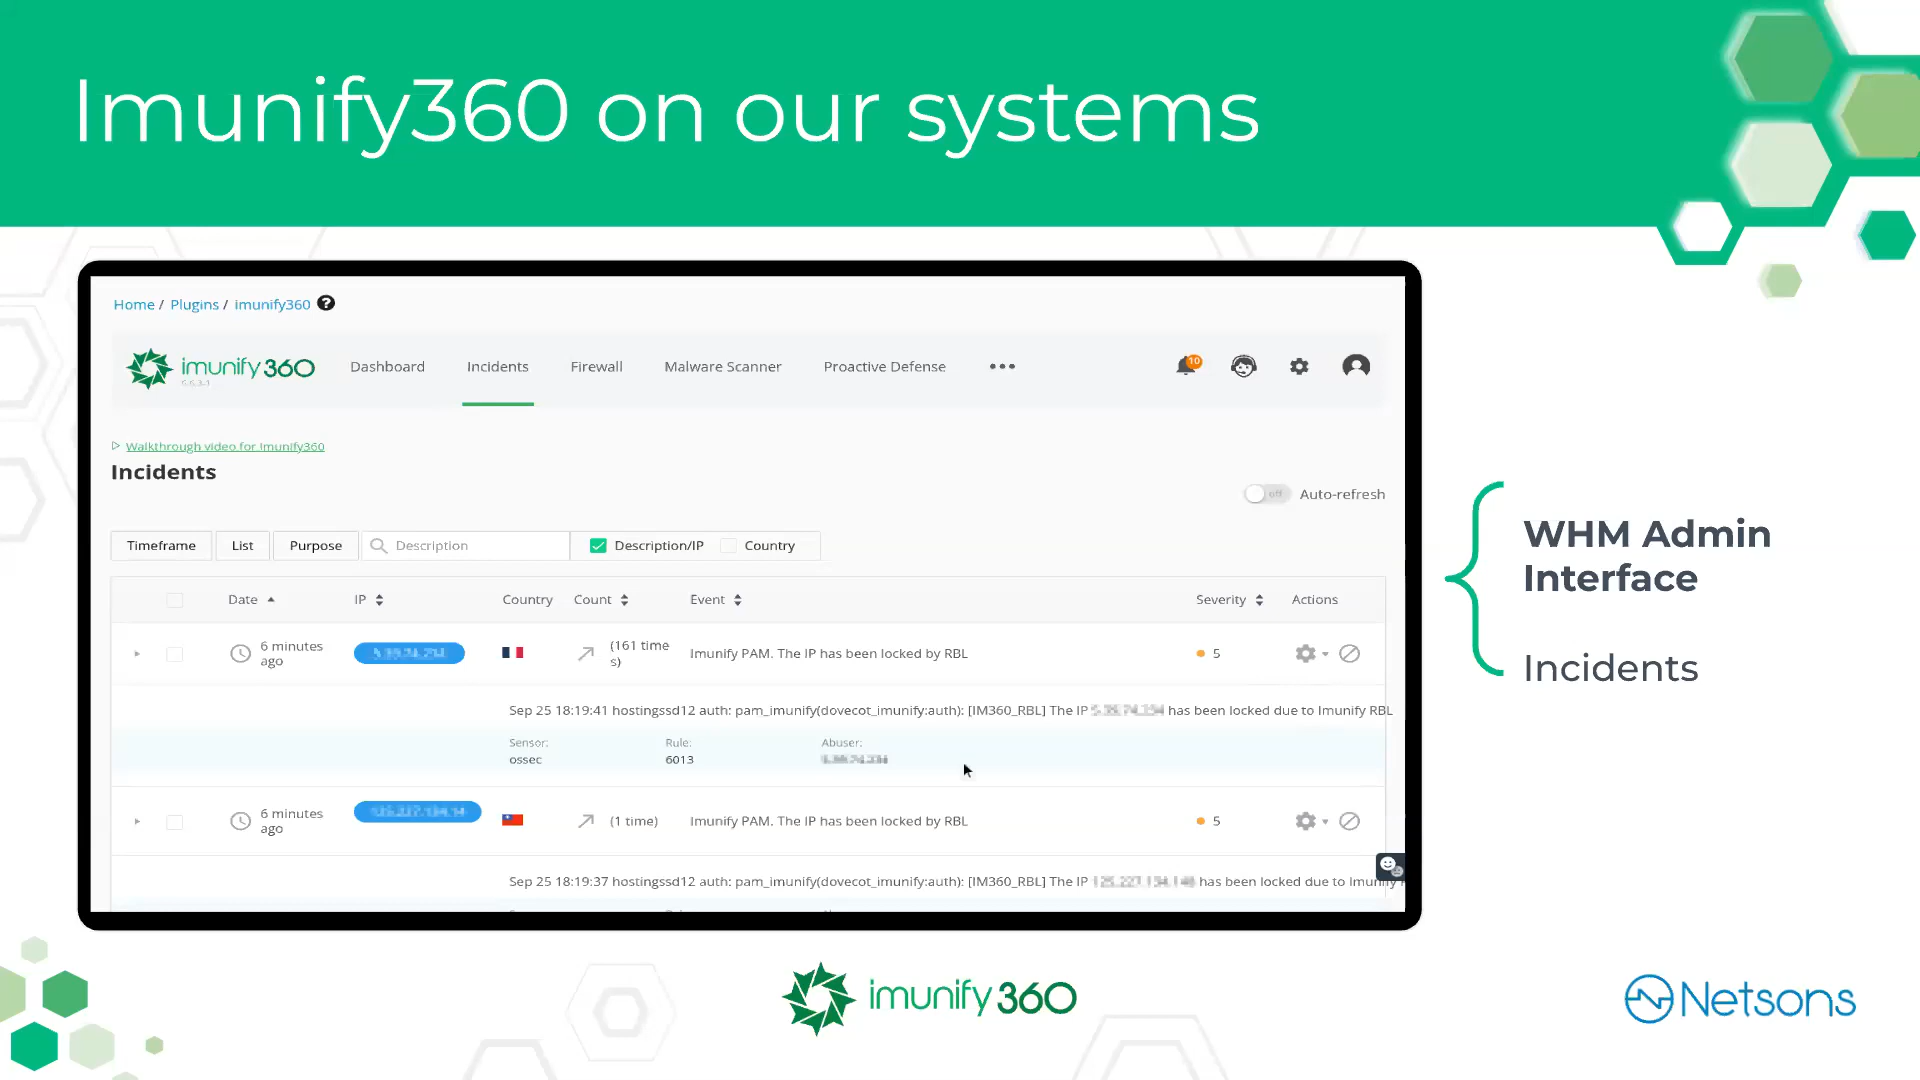 Imunify360 on our systems
Home / Plugins / imunify360 ?
imunify360
Dashboard
Incidents
Firewall
Malware Scanner
Proactive Defense
•••
10
Walkthrough video for Imunify360
Incidents
off Auto-refresh
Timeframe
List
Purpose
Description
Description/IP
Country
Date
IP
Country
Count
Event
Severity
Actions
6 minutes
ago
(161 time
s)
Imunify PAM. The IP has been locked by RBL
5
Sep 25 18:19:41 hostingssd12 auth: pam_imunify(dovecot_imunify:auth): [IM360_RBL] The IP has been locked due to Imunify RBL
Sensor:
ossec
Rule:
6013
Abuser:
6 minutes
ago
(1 time)
Imunify PAM. The IP has been locked by RBL
5
Sep 25 18:19:37 hostingssd12 auth: pam_imunify(dovecot_imunify:auth): [IM360_RBL] The IP has been locked due to Imunify
WHM Admin
Interface
Incidents
imunify360
Netsons